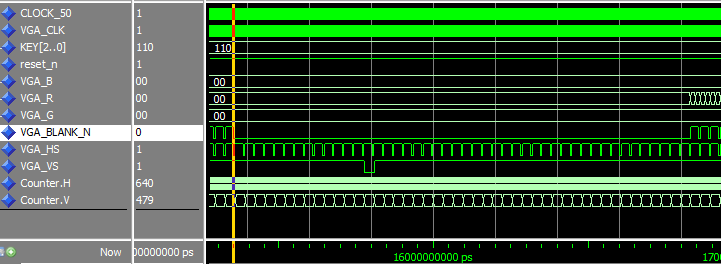 CLOCK_50 1
VGA_CLK 1
KEY[2..0] 110 110
reset_n 1
VGA_B 00 00
VGA_R 00 00
VGA_G 00 00
VGA_BLANK_N 0
VGA_HS 1
VGA_VS 1
Counter.H 640
Counter.V 479
Now 00000000 ps 16000000000 ps 1700